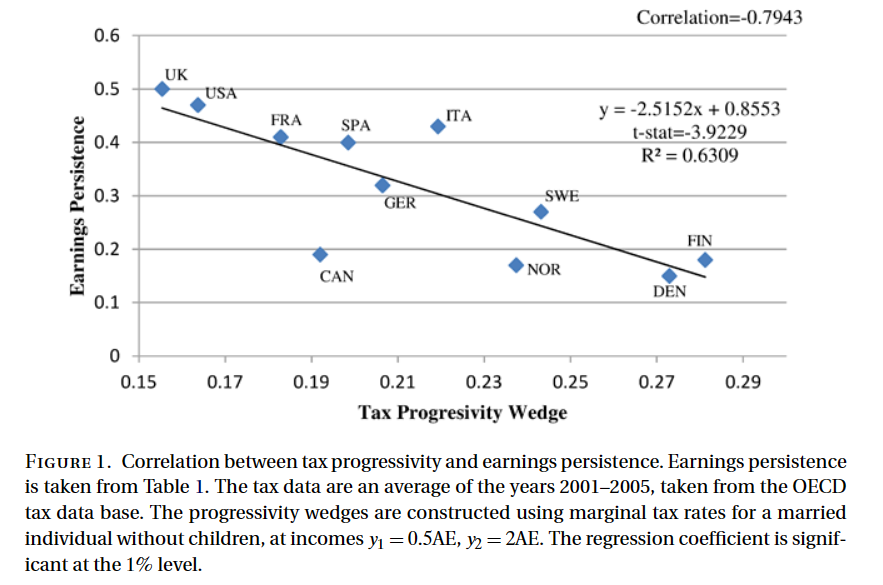 Correlation=-0.7943
0.6
UK
0.5
USA
y = -2.5152x + 0.8553
FRA
SPA
ITA
t-stat=-3.9229
0.4
R² = 0.6309
Earnings Persistence
0.3
GER
SWE
0.2
FIN
CAN
NOR
DEN
0.1
0
0.15 0.17 0.19 0.21 0.23 0.25 0.27 0.29
Tax Progresivity Wedge
FIGURE 1. Correlation between tax progressivity and earnings persistence. Earnings persistence
is taken from Table 1. The tax data are an average of the years 2001–2005, taken from the OECD
tax data base. The progressivity wedges are constructed using marginal tax rates for a married
individual without children, at incomes y₁ = 0.5AE, y₂ = 2AE. The regression coefficient is signif-
icant at the 1% level.